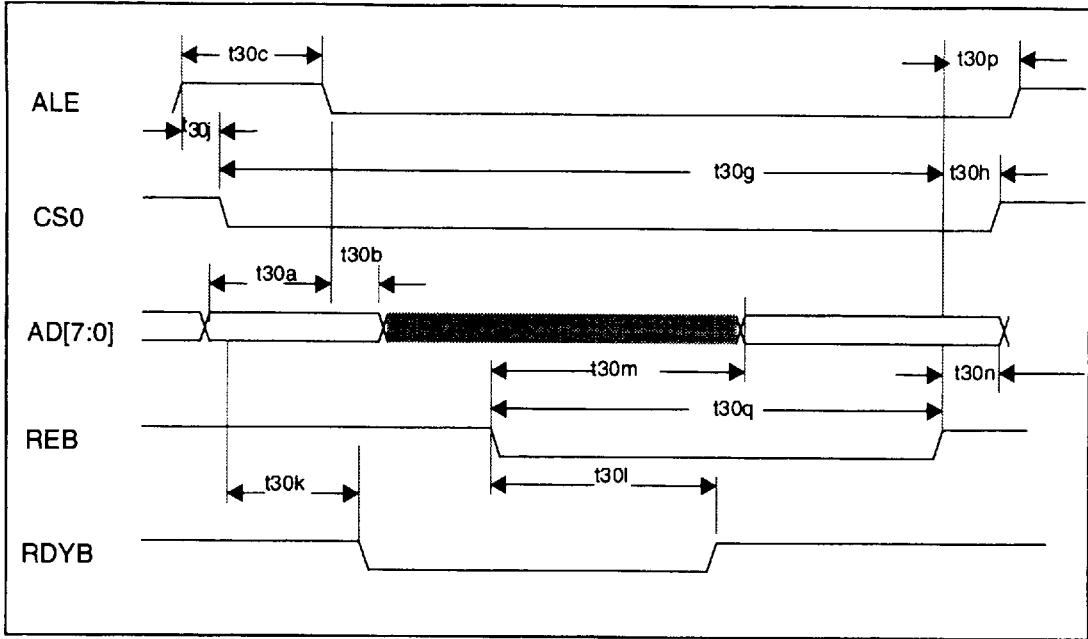 t30c
t30p
ALE
t30j
t30g
t30h
CS0
t30b
t30a
AD[7:0]
t30m
t30n
t30q
REB
t30l
t30k
RDYB